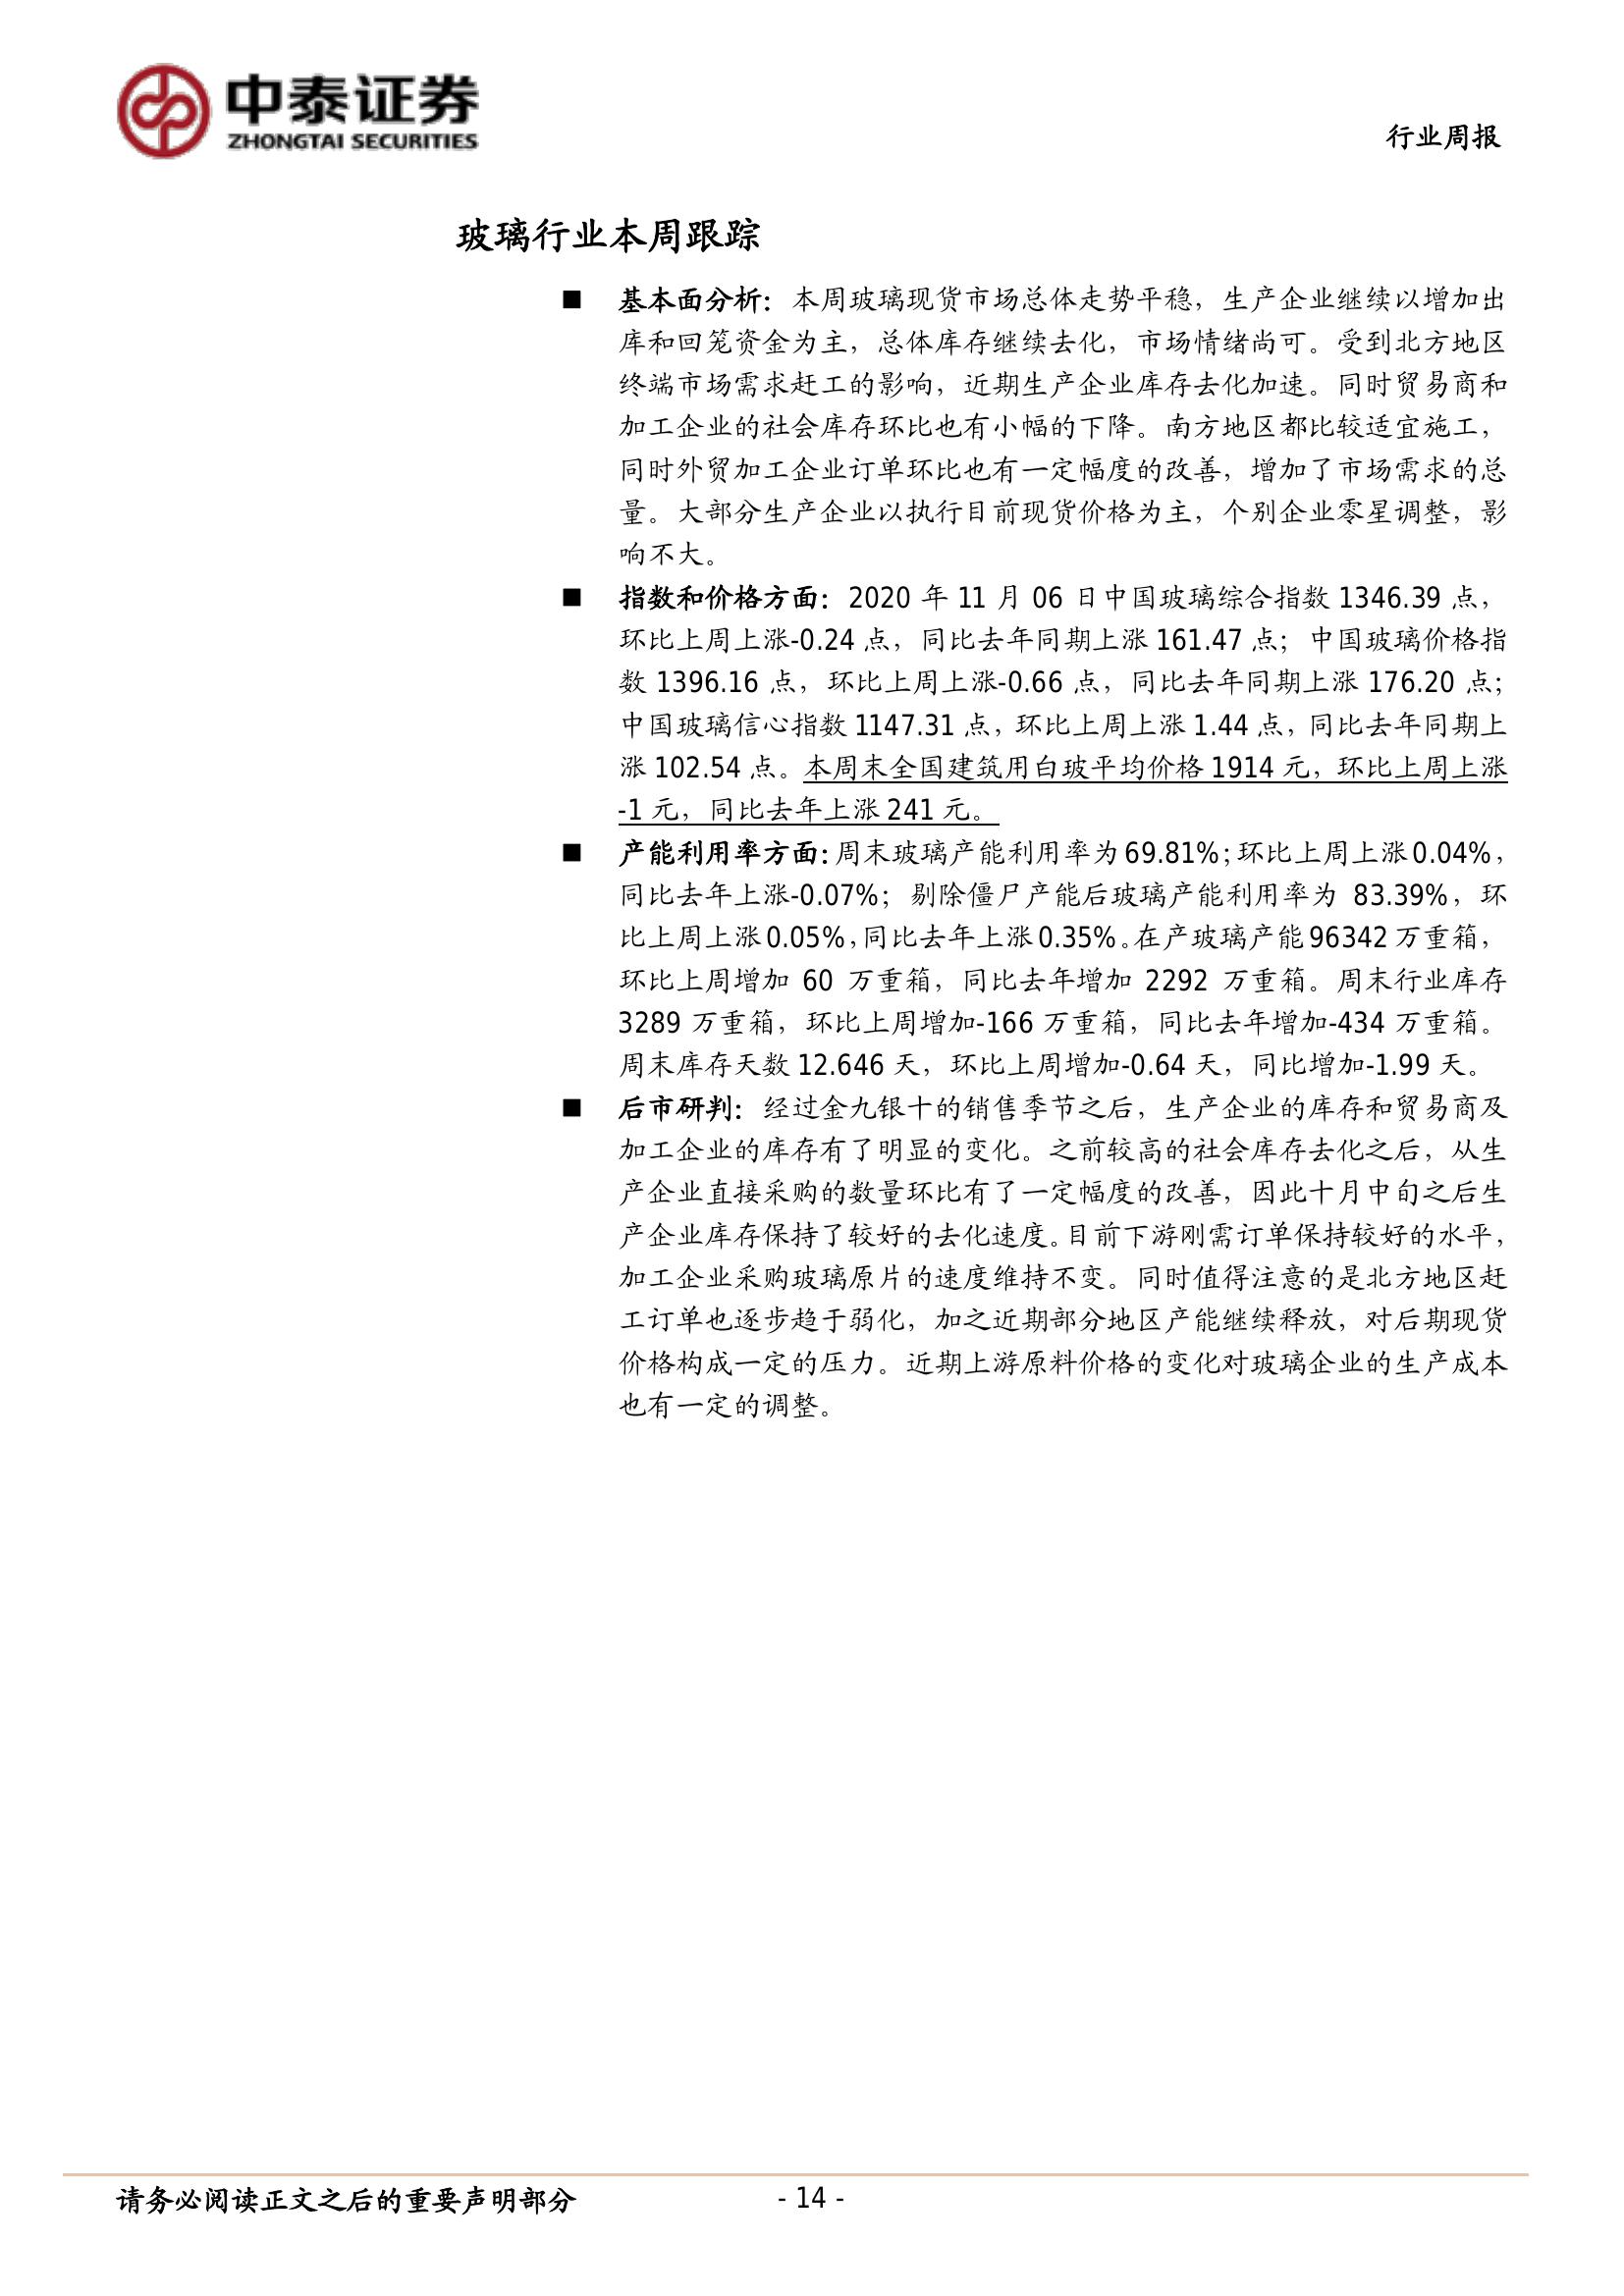 中泰证券
ZHONGTAI SECURITIES
行业周报
玻璃行业本周跟踪
■ 基本面分析：本周玻璃现货市场总体走势平稳，生产企业继续以增加出
库和回笼资金为主，总体库存继续去化，市场情绪尚可。受到北方地区
终端市场需求赶工的影响，近期生产企业库存去化加速。同时贸易商和
加工企业的社会库存环比也有小幅的下降。南方地区都比较适宜施工，
同时外贸加工企业订单环比也有一定幅度的改善，增加了市场需求的总
量。大部分生产企业以执行目前现货价格为主，个别企业零星调整，影
响不大。
■ 指数和价格方面：2020 年 11 月 06 日中国玻璃综合指数 1346.39 点，
环比上周上涨-0.24 点，同比去年同期上涨 161.47 点；中国玻璃价格指
数 1396.16 点，环比上周上涨-0.66 点，同比去年同期上涨 176.20 点；
中国玻璃信心指数 1147.31 点，环比上周上涨 1.44 点，同比去年同期上
涨 102.54 点。本周末全国建筑用白玻平均价格 1914 元，环比上周上涨
-1 元，同比去年上涨 241 元。
■ 产能利用率方面：周末玻璃产能利用率为 69.81%；环比上周上涨 0.04%，
同比去年上涨-0.07%；剔除僵尸产能后玻璃产能利用率为 83.39%，环
比上周上涨 0.05%，同比去年上涨 0.35%。在产玻璃产能 96342 万重箱，
环比上周增加 60 万重箱，同比去年增加 2292 万重箱。周末行业库存
3289 万重箱，环比上周增加-166 万重箱，同比去年增加-434 万重箱。
周末库存天数 12.646 天，环比上周增加-0.64 天，同比增加-1.99 天。
■ 后市研判：经过金九银十的销售季节之后，生产企业的库存和贸易商及
加工企业的库存有了明显的变化。之前较高的社会库存去化之后，从生
产企业直接采购的数量环比有了一定幅度的改善，因此十月中旬之后生
产企业库存保持了较好的去化速度。目前下游刚需订单保持较好的水平，
加工企业采购玻璃原片的速度维持不变。同时值得注意的是北方地区赶
工订单也逐步趋于弱化，加之近期部分地区产能继续释放，对后期现货
价格构成一定的压力。近期上游原料价格的变化对玻璃企业的生产成本
也有一定的调整。
请务必阅读正文之后的重要声明部分
- 14 -